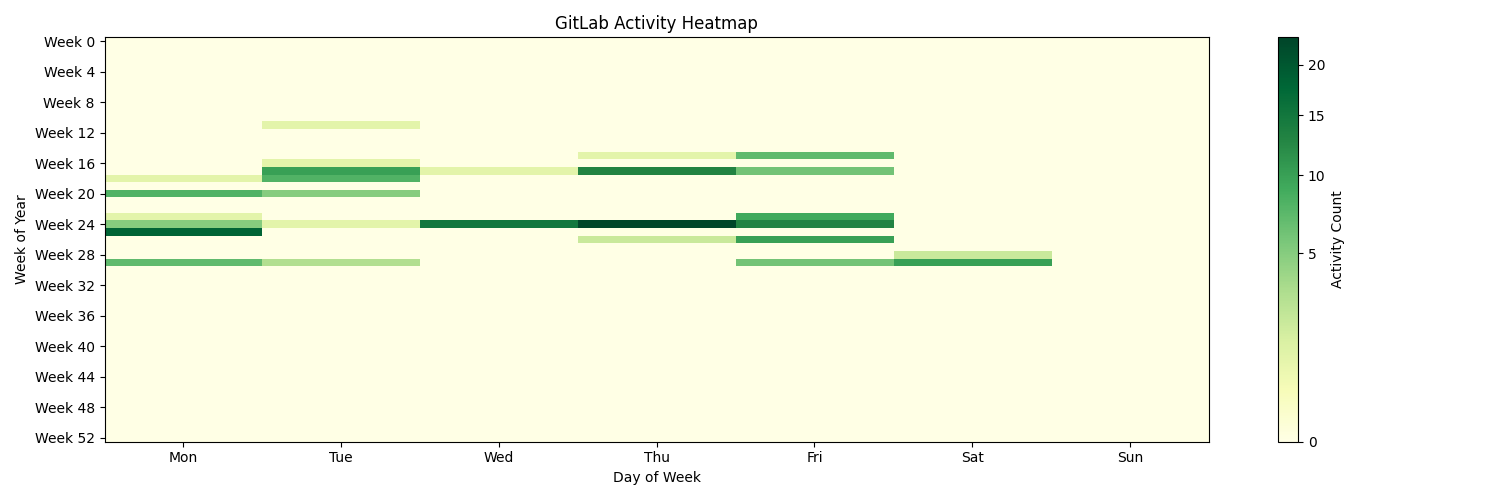 GitLab Activity Heatmap
Week 0
Week 4
Week 8
Week 12
Week 16
Week 20
Week 24
Week 28
Week 32
Week 36
Week 40
Week 44
Week 48
Week 52
Week of Year
Mon Tue Wed Thu Fri Sat Sun
Day of Week
20
15
10
5
0
Activity Count